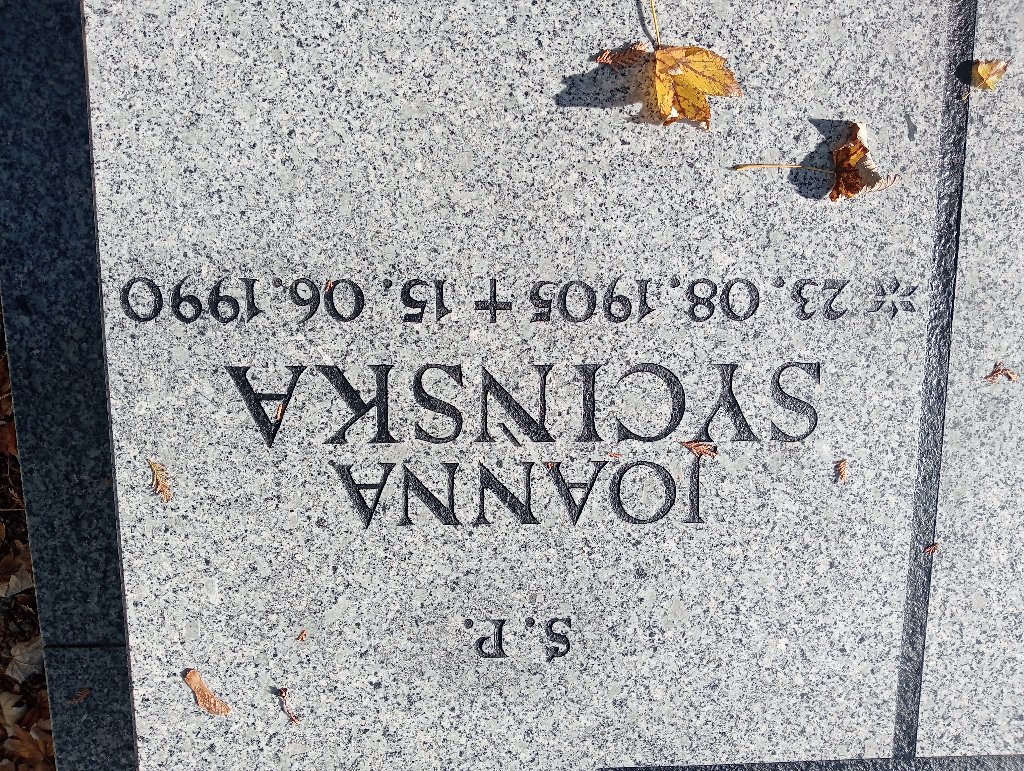 Ś. P.
JOANNA
SYCIŃSKA
* 23. 08. 1905 + 15. 06. 1990